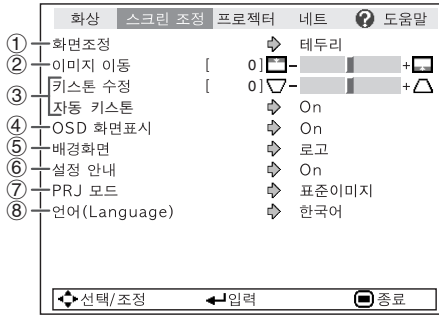 화상 스크린 조정 프로젝터 네트 ? 도움말
① 화면조정 테두리
② 이미지 이동 [ 0] - +
③ 키스톤 수정 [ 0] - +
자동 키스톤 On
④ OSD 화면표시 On
⑤ 배경화면 로고
⑥ 설정 안내 On
⑦ PRJ 모드 표준이미지
⑧ 언어(Language) 한국어
선택/조정 입력 종료